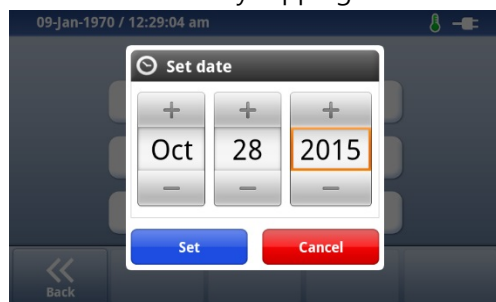 09-Jan-1970 / 12:29:04 am
Set date
+ + +
Oct 28 2015
− − −
Set Cancel
Back